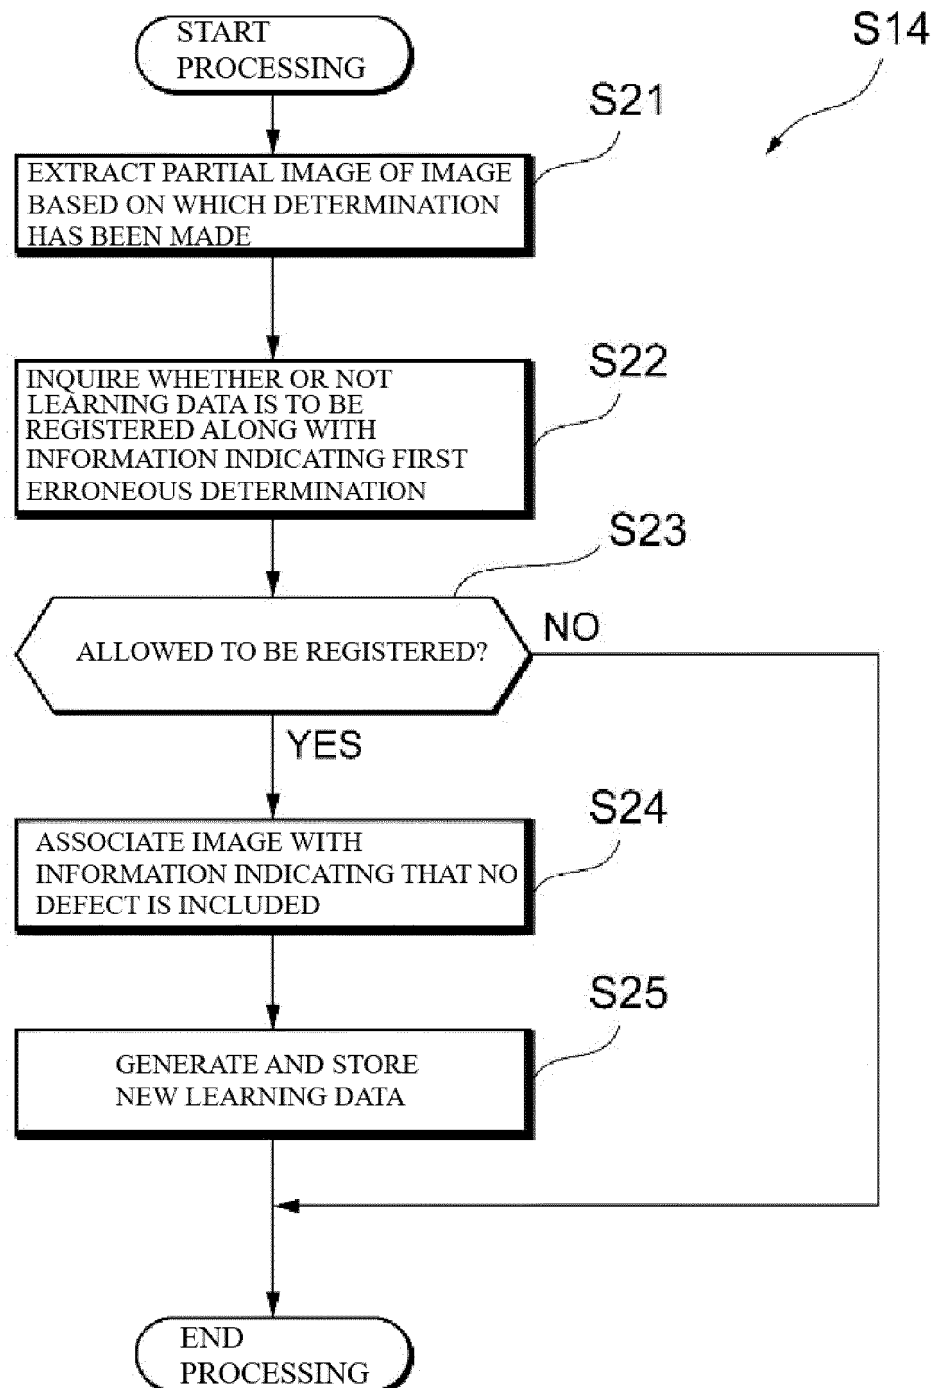 START
PROCESSING
S14
S21
EXTRACT PARTIAL IMAGE OF IMAGE
BASED ON WHICH DETERMINATION
HAS BEEN MADE
S22
INQUIRE WHETHER OR NOT
LEARNING DATA IS TO BE
REGISTERED ALONG WITH
INFORMATION INDICATING FIRST
ERRONEOUS DETERMINATION
S23
ALLOWED TO BE REGISTERED?
NO
YES
S24
ASSOCIATE IMAGE WITH
INFORMATION INDICATING THAT NO
DEFECT IS INCLUDED
S25
GENERATE AND STORE
NEW LEARNING DATA
END
PROCESSING